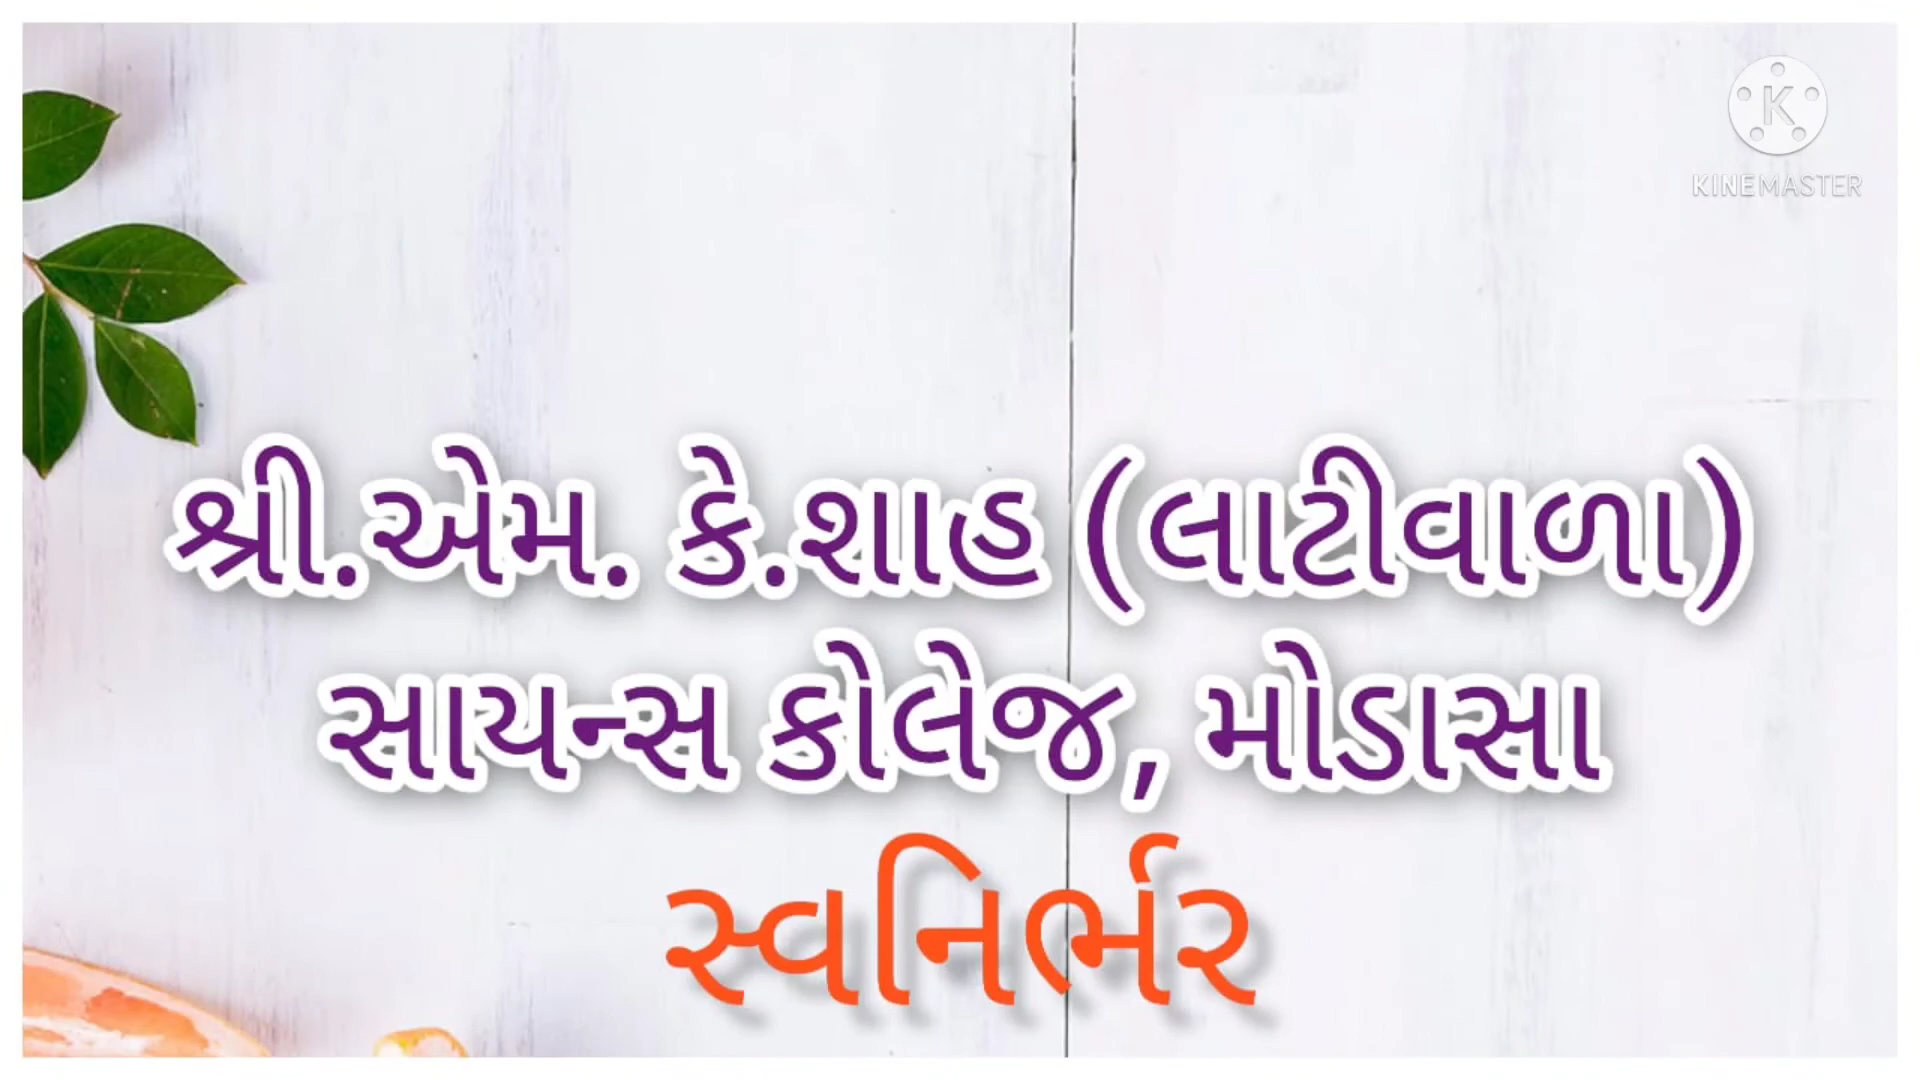 K
KINEMASTER
શ્રી.એમ. કે.શાહ (લાટીવાળા)
સાયન્સ કોલેજ, મોડાસા
સ્વનિર્ભર